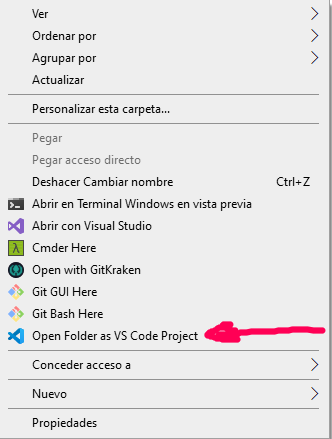 Ver
Ordenar por
Agrupar por
Actualizar
Personalizar esta carpeta...
Pegar
Pegar acceso directo
Deshacer Cambiar nombre Ctrl+Z
Abrir en Terminal Windows en vista previa
Abrir con Visual Studio
Cmder Here
Open with GitKraken
Git GUI Here
Git Bash Here
Open Folder as VS Code Project
Conceder acceso a
Nuevo
Propiedades